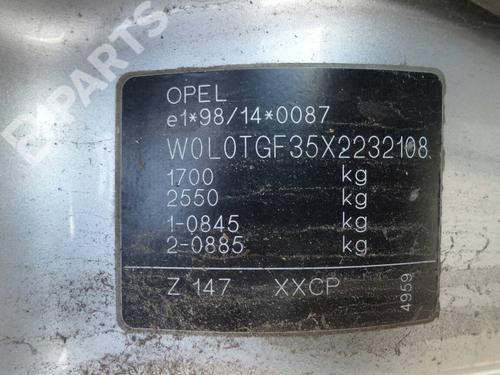 B-PARTS
OPEL
e1*98/14*0087
W0L0TGF35X2232108
1700 kg
2550 kg
1-0845 kg
2-0885 kg
Z 147 XXCP
4959